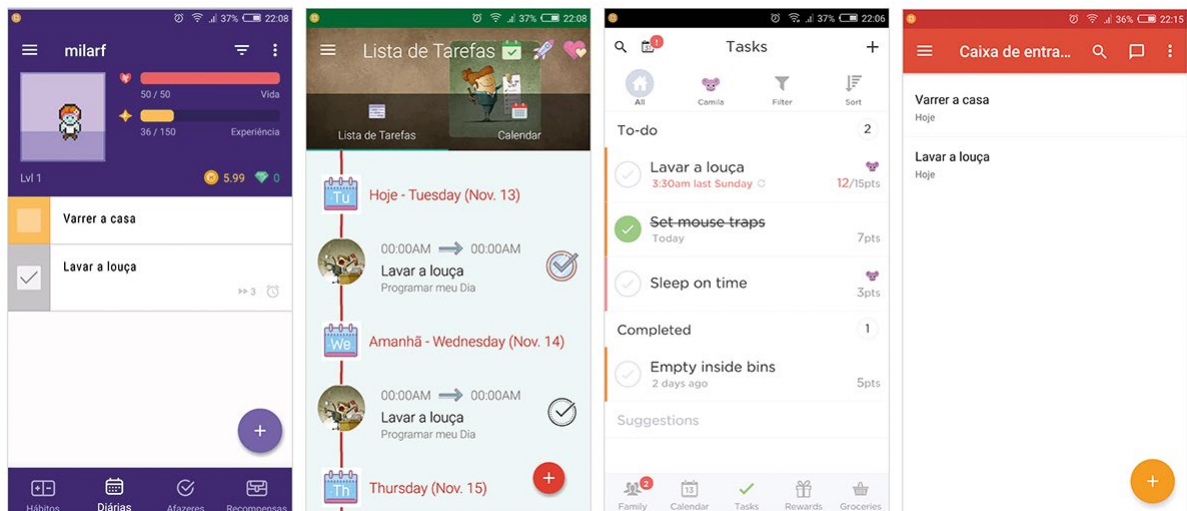 37% 22:08
milarf
50 / 50 Vida
36 / 150 Experiência
Lvl 1 5.99 0
Varrer a casa
Lavar a louça
3
Hábitos Diárias Afazeres Recompensas
37% 22:08
Lista de Tarefas
Lista de Tarefas Calendar
Tu Hoje - Tuesday (Nov. 13)
00:00AM 00:00AM
Lavar a louça
Programar meu Dia
We Amanhã - Wednesday (Nov. 14)
00:00AM 00:00AM
Lavar a louça
Programar meu Dia
Th Thursday (Nov. 15)
37% 22:06
Tasks
All Camila Filter Sort
To-do 2
Lavar a louça
3:30am last Sunday 12/15pts
Set mouse traps
Today 7pts
Sleep on time
3pts
Completed 1
Empty inside bins
2 days ago 5pts
Suggestions
2 13
Family Calendar Tasks Rewards Groceries
36% 22:15
Caixa de entra...
Varrer a casa
Hoje
Lavar a louça
Hoje